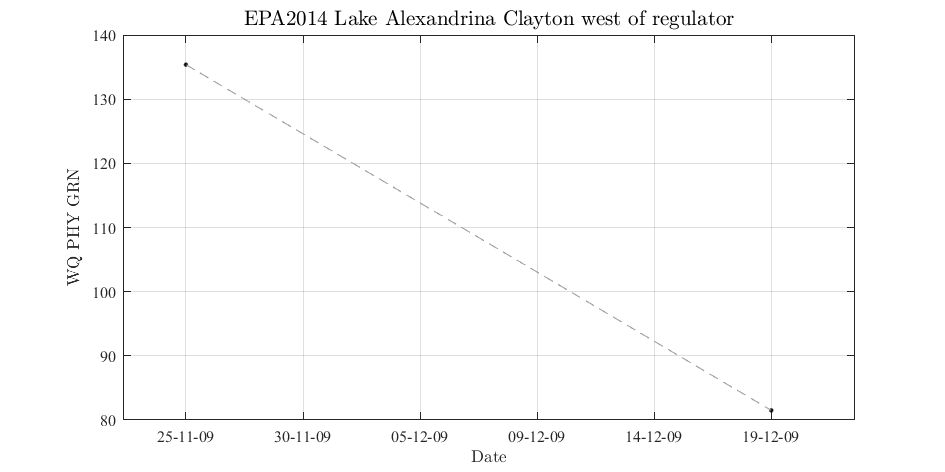 EPA2014 Lake Alexandrina Clayton west of regulator
140
130
120
110
100
90
80
WQ PHY GRN
25-11-09 30-11-09 05-12-09 09-12-09 14-12-09 19-12-09
Date